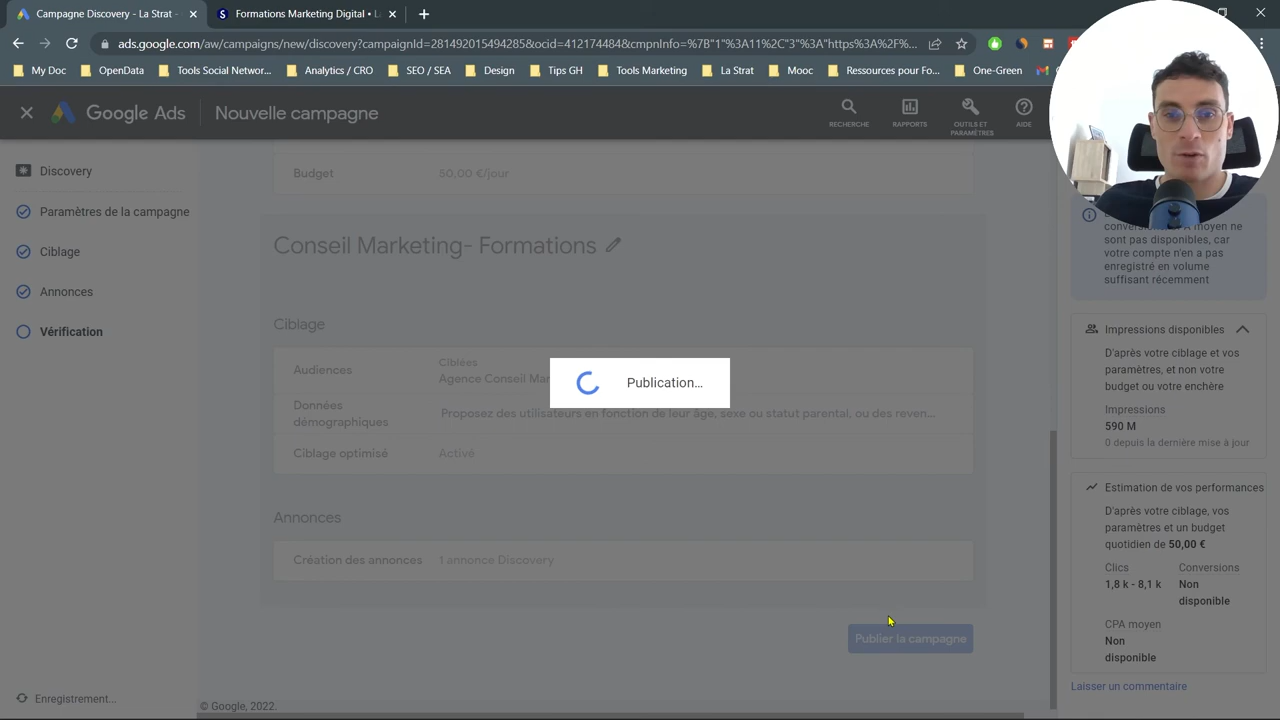 Campagne Discovery - La Strat -
Formations Marketing Digital • L
ads.google.com/aw/campaigns/new/discovery?campaignId=281492015494285&ocid=412174484&cmpnInfo=%7B"1"%3A11%2C"3"%3A"https%3A%2F%...
My Doc
OpenData
Tools Social Networ...
Analytics / CRO
SEO / SEA
Design
Tips GH
Tools Marketing
La Strat
Mooc
Ressources pour Fo...
One-Green
Google Ads
Nouvelle campagne
RECHERCHE
RAPPORTS
OUTILS ET
PARAMÈTRES
AIDE
Discovery
Paramètres de la campagne
Ciblage
Annonces
Vérification
Budget
50,00 €/jour
Conseil Marketing- Formations
Ciblage
Audiences
Ciblées
Agence Conseil Mar
Données
démographiques
Proposez des utilisateurs en fonction de leur âge, sexe ou statut parental, ou des reven...
Ciblage optimisé
Activé
Annonces
Création des annonces
1 annonce Discovery
Publication...
Publier la campagne
moyen ne
sont pas disponibles, car
votre compte n'en a pas
enregistré en volume
suffisant récemment
Impressions disponibles
D'après votre ciblage et vos
paramètres, et non votre
budget ou votre enchère
Impressions
590 M
0 depuis la dernière mise à jour
Estimation de vos performances
D'après votre ciblage, vos
paramètres et un budget
quotidien de 50,00 €
Clics
Conversions
1,8 k - 8,1 k
Non
disponible
CPA moyen
Non
disponible
Laisser un commentaire
Enregistrement...
© Google, 2022.